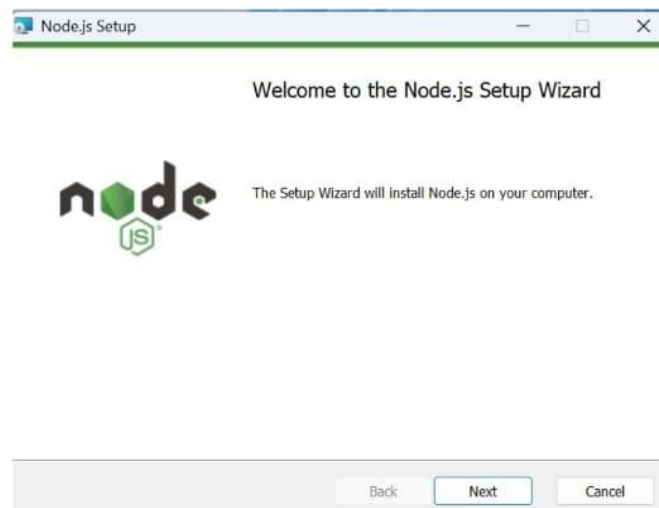 Node.js Setup
Welcome to the Node.js Setup Wizard
node
JS
The Setup Wizard will install Node.js on your computer.
Back
Next
Cancel